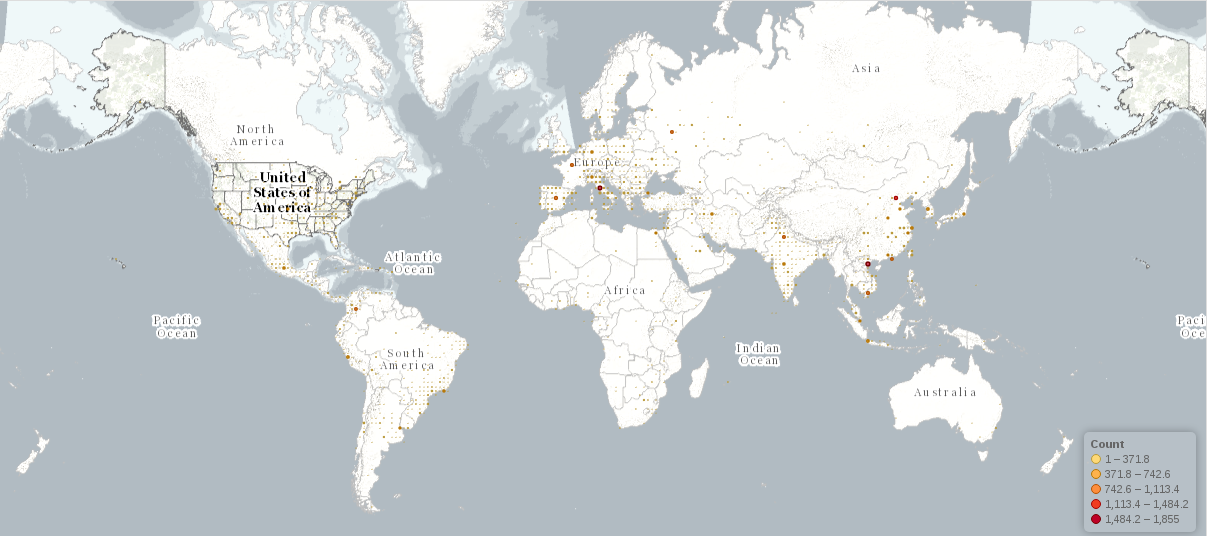 Asia
North
America
United
States of
America
Europe
Atlantic
Ocean
Africa
Pacific
Ocean
Indian
Ocean
South
America
Australia
Paci
Oce
Count
1 – 371.8
371.8 – 742.6
742.6 – 1,113.4
1,113.4 – 1,484.2
1,484.2 – 1,855